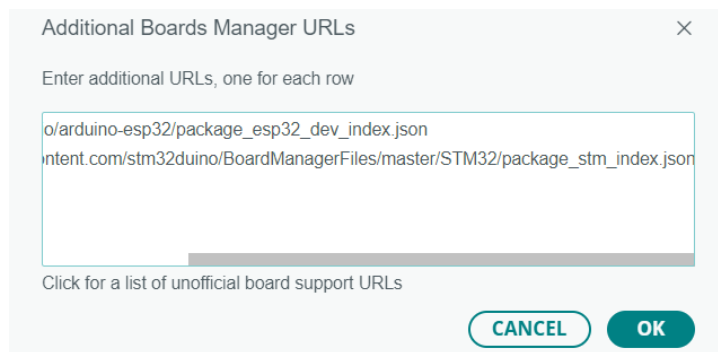 Additional Boards Manager URLs
Enter additional URLs, one for each row
o/arduino-esp32/package_esp32_dev_index.json
ontent.com/stm32duino/BoardManagerFiles/master/STM32/package_stm_index.json
Click for a list of unofficial board support URLs
CANCEL OK